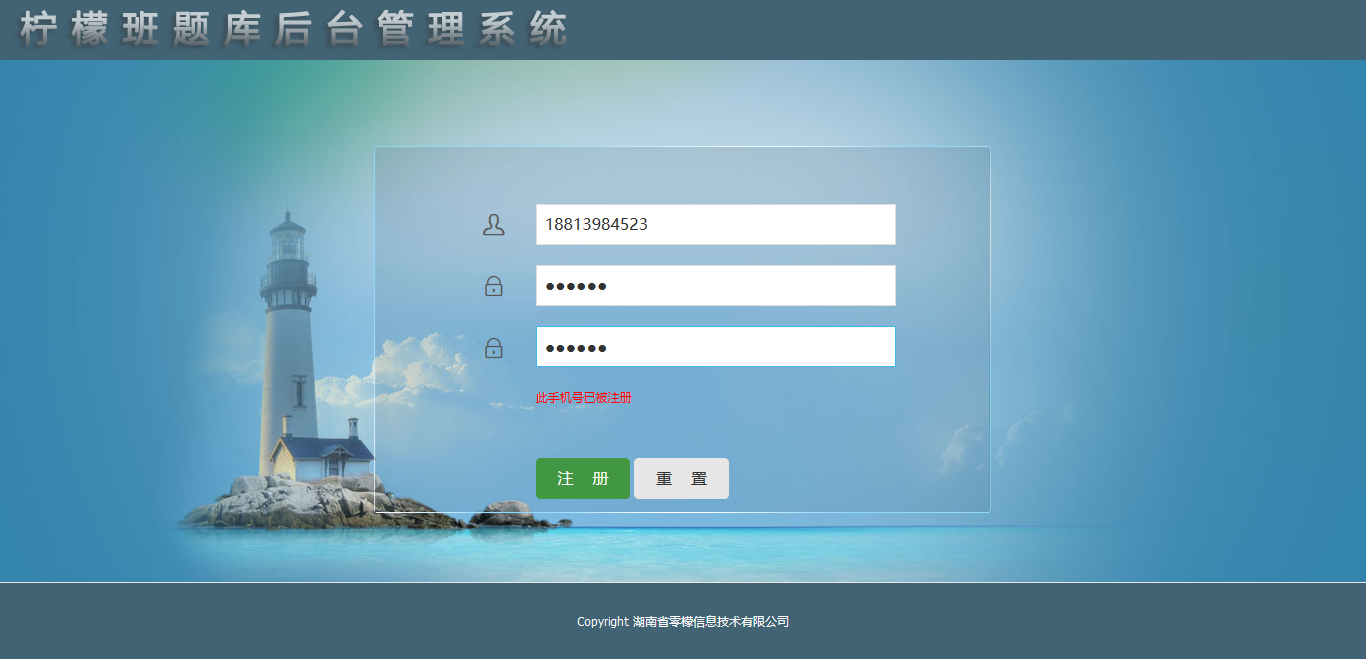 柠檬班题库后台管理系统
18813984523
●●●●●●
●●●●●●
此手机号已被注册
注 册 重 置
Copyright 湖南省零檬信息技术有限公司